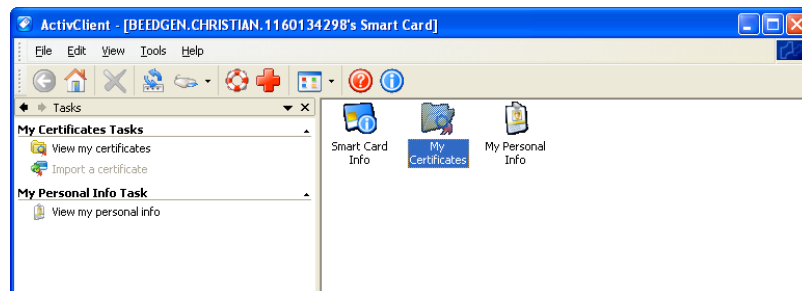 ActivClient - [BEEDGEN.CHRISTIAN.1160134298's Smart Card]
File Edit View Tools Help
Tasks
My Certificates Tasks
View my certificates
Import a certificate
My Personal Info Task
View my personal info
Smart Card
Info
My
Certificates
My Personal
Info